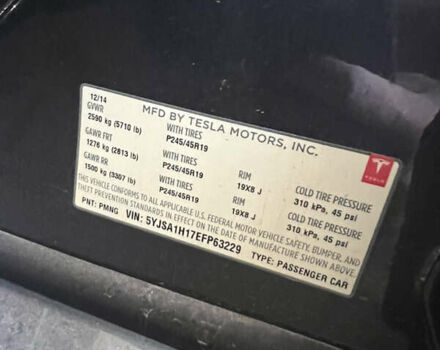 12/14
MFD BY TESLA MOTORS, INC.
GVWR
2590 kg (5710 lb)
WITH TIRES
P245/45R19
GAWR FRT
1276 kg (2813 lb)
WITH TIRES
P245/45R19
RIM
19X8 J
COLD TIRE PRESSURE
310 kPa, 45 psi
GAWR RR
1500 kg (3307 lb)
WITH TIRES
P245/45R19
RIM
19X8 J
COLD TIRE PRESSURE
310 kPa, 45 psi
THIS VEHICLE CONFORMS TO ALL APPLICABLE U.S. FEDERAL MOTOR VEHICLE SAFETY, BUMPER, AND
THEFT PREVENTION STANDARDS IN EFFECT ON THE DATE OF MANUFACTURE SHOWN ABOVE.
PNT: PMNG VIN: 5YJSA1H17EFP63229 TYPE: PASSENGER CAR
TESLA